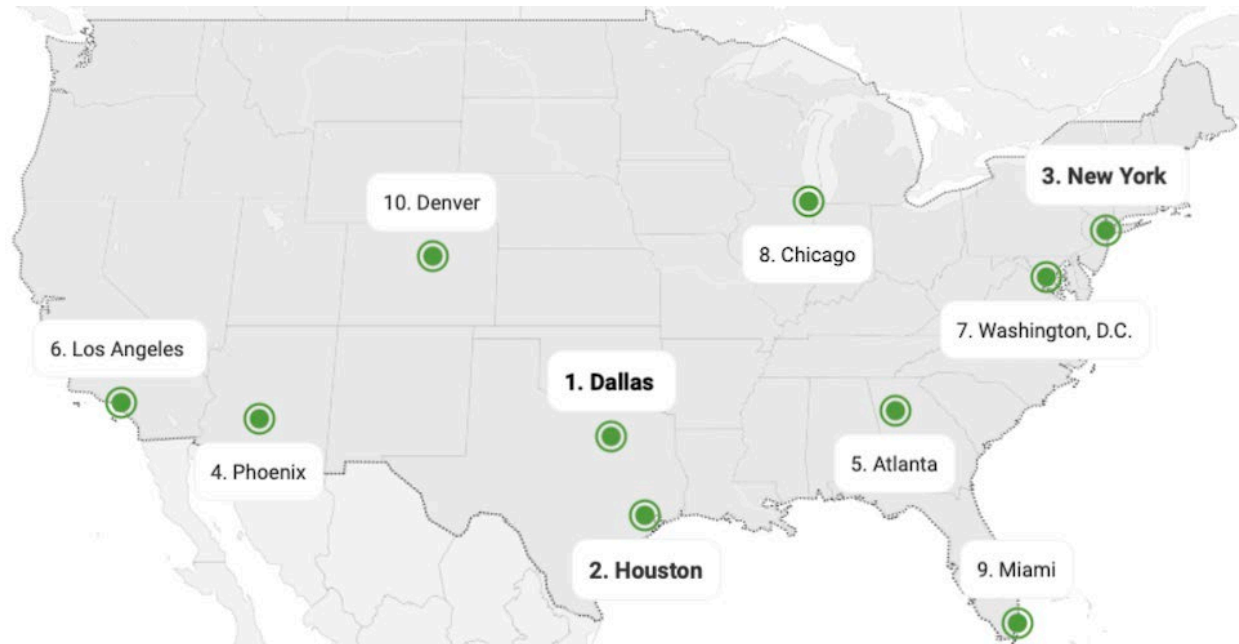 3. New York
10. Denver
8. Chicago
7. Washington, D.C.
6. Los Angeles
1. Dallas
4. Phoenix
5. Atlanta
2. Houston
9. Miami